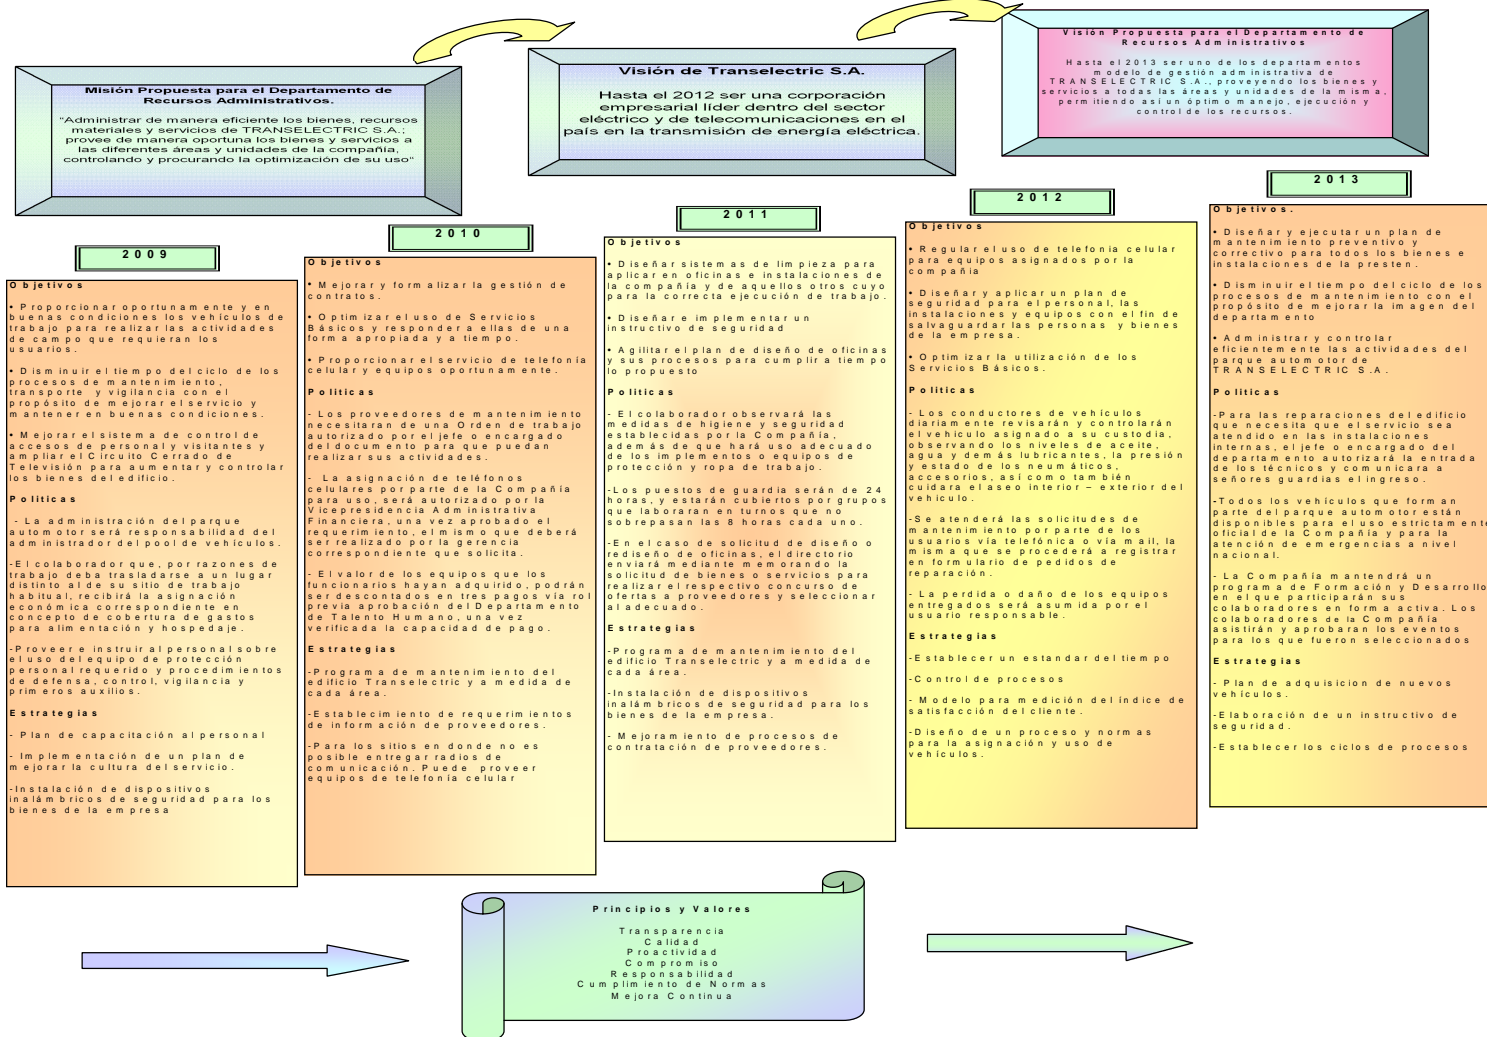 Misión Propuesta para el Departamento de
Recursos Administrativos.
"Administrar de manera eficiente los bienes, recursos
materiales y servicios de TRANSELECTRIC S.A.;
provee de manera oportuna los bienes y servicios a
las diferentes áreas y unidades de la compañía,
controlando y procurando la optimización de su uso"
Visión de Transelectric S.A.
Hasta el 2012 ser una corporación
empresarial líder dentro del sector
eléctrico y de telecomunicaciones en el
país en la transmisión de energía eléctrica.
Visión Propuesta para el Departamento de
Recursos Administrativos
Hasta el 2013 ser uno de los departamentos
modelo de gestión administrativa de
TRANSELECTRIC S.A., proveyendo los bienes y
servicios a todas las áreas y unidades de la misma,
permitiendo así un óptimo manejo, ejecución y
control de los recursos.
2009
Objetivos
• Proporcionar oportunamente y en
buenas condiciones los vehículos de
trabajo para realizar las actividades
de campo que requieran los
usuarios.
• Disminuir el tiempo del ciclo de los
procesos de mantenimiento,
transporte y vigilancia con el
propósito de mejorar el servicio y
mantener en buenas condiciones.
• Mejorar el sistema de control de
accesos de personal y visitantes y
ampliar el Circuito Cerrado de
Televisión para aumentar y controlar
los bienes del edificio.
Politicas
- La administración del parque
automotor será responsabilidad del
administrador del pool de vehículos.
-El colaborador que, por razones de
trabajo deba trasladarse a un lugar
distinto al de su sitio de trabajo
habitual, recibirá la asignación
económica correspondiente en
concepto de cobertura de gastos
para alimentación y hospedaje.
-Proveer e instruir al personal sobre
el uso del equipo de protección
personal requerido y procedimientos
de defensa, control, vigilancia y
primeros auxilios.
Estrategias
- Plan de capacitación al personal
- Implementación de un plan de
mejorar la cultura del servicio.
-Instalación de dispositivos
inalámbricos de seguridad para los
bienes de la empresa
2010
Objetivos
• Mejorar y formalizar la gestión de
contratos.
• Optimizar el uso de Servicios
Básicos y responder a ellas de una
forma apropiada y a tiempo.
• Proporcionar el servicio de telefonía
celular y equipos oportunamente.
Politicas
- Los proveedores de mantenimiento
necesitaran de una Orden de trabajo
autorizado por el jefe o encargado
del documento para que puedan
realizar sus actividades.
- La asignación de teléfonos
celulares por parte de la Compañía
para uso, será autorizado por la
Vicepresidencia Administrativa
Financiera, una vez aprobado el
requerimiento, el mismo que deberá
ser realizado por la gerencia
correspondiente que solicita.
- El valor de los equipos que los
funcionarios hayan adquirido, podrán
ser descontados en tres pagos vía rol
previa aprobación del Departamento
de Talento Humano, una vez
verificada la capacidad de pago.
Estrategias
-Programa de mantenimiento del
edificio Transelectric y a medida de
cada área.
-Establecimiento de requerimientos
de información de proveedores.
-Para los sitios en donde no es
posible entregar radios de
comunicación. Puede proveer
equipos de telefonía celular
2011
Objetivos
• Diseñar sistemas de limpieza para
aplicar en oficinas e instalaciones de
la compañía y de aquellos otros cuyo
para la correcta ejecución de trabajo.
• Diseñar e implementar un
instructivo de seguridad
• Agilitar el plan de diseño de oficinas
y sus procesos para cumplir a tiempo
lo propuesto
Politicas
- El colaborador observará las
medidas de higiene y seguridad
establecidas por la Compañía,
además de que hará uso adecuado
de los implementos o equipos de
protección y ropa de trabajo.
-Los puestos de guardia serán de 24
horas, y estarán cubiertos por grupos
que laboraran en turnos que no
sobrepasan las 8 horas cada uno.
-En el caso de solicitud de diseño o
rediseño de oficinas, el directorio
enviará mediante memorando la
solicitud de bienes o servicios para
realizar el respectivo concurso de
ofertas a proveedores y seleccionar
al adecuado.
Estrategias
-Programa de mantenimiento del
edificio Transelectric y a medida de
cada área.
-Instalación de dispositivos
inalámbricos de seguridad para los
bienes de la empresa.
- Mejoramiento de procesos de
contratación de proveedores.
2012
Objetivos
• Regular el uso de telefonía celular
para equipos asignados por la
compañía
• Diseñar y aplicar un plan de
seguridad para el personal, las
instalaciones y equipos con el fin de
salvaguardar las personas y bienes
de la empresa.
• Optimizar la utilización de los
Servicios Básicos.
Politicas
- Los conductores de vehículos
diariamente revisarán y controlarán
el vehiculo asignado a su custodia,
observando los niveles de aceite,
agua y demás lubricantes, la presión
y estado de los neumáticos,
accesorios, así como también
cuidara el aseo interior – exterior del
vehiculo.
-Se atenderá las solicitudes de
mantenimiento por parte de los
usuarios vía telefónica o vía mail, la
misma que se procederá a registrar
en formulario de pedidos de
reparación.
- La perdida o daño de los equipos
entregados será asumida por el
usuario responsable.
Estrategias
-Establecer un estandar del tiempo
-Control de procesos
- Modelo para medición del índice de
satisfacción del cliente.
-Diseño de un proceso y normas
para la asignación y uso de
vehículos.
2013
Objetivos.
• Diseñar y ejecutar un plan de
mantenimiento preventivo y
correctivo para todos los bienes e
instalaciones de la presten.
• Disminuir el tiempo del ciclo de los
procesos de mantenimiento con el
propósito de mejorar la imagen del
departamento
• Administrar y controlar
eficientemente las actividades del
parque automotor de
TRANSELECTRIC S.A.
Politicas
-Para las reparaciones del edificio
que necesita que el servicio sea
atendido en las instalaciones
internas, el jefe o encargado del
departamento autorizará la entrada
de los técnicos y comunicara a
señores guardias el ingreso.
-Todos los vehículos que forman
parte del parque automotor están
disponibles para el uso estrictamente
oficial de la Compañía y para la
atención de emergencias a nivel
nacional.
- La Compañía mantendrá un
programa de Formación y Desarrollo
en el que participarán sus
colaboradores en forma activa. Los
colaboradores de la Compañía
asistirán y aprobaran los eventos
para los que fueron seleccionados
Estrategias
- Plan de adquisicion de nuevos
vehículos.
-Elaboración de un instructivo de
seguridad.
-Establecer los ciclos de procesos
Principios y Valores
Transparencia
Calidad
Proactividad
Compromiso
Responsabilidad
Cumplimiento de Normas
Mejora Continua